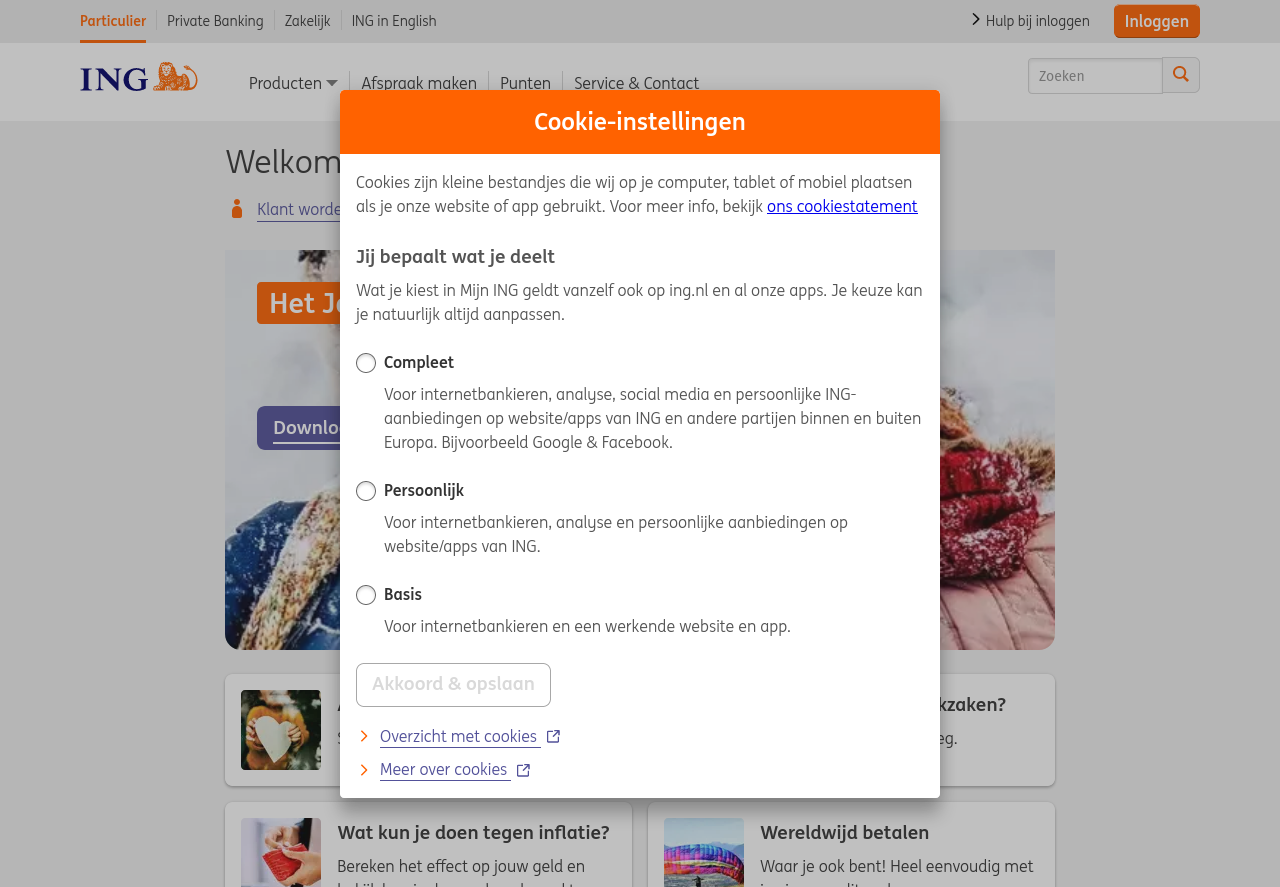 Particulier Private Banking Zakelijk ING in English Hulp bij inloggen Inloggen
ING Producten Afspraak maken Punten Service & Contact Zoeken
Cookie-instellingen
Welkom
Cookies zijn kleine bestandjes die wij op je computer, tablet of mobiel plaatsen
als je onze website of app gebruikt. Voor meer info, bekijk ons cookiestatement
Klant worde
Jij bepaalt wat je deelt
Wat je kiest in Mijn ING geldt vanzelf ook op ing.nl en al onze apps. Je keuze kan
je natuurlijk altijd aanpassen.
Het Ja
Compleet
Voor internetbankieren, analyse, social media en persoonlijke ING-
aanbiedingen op website/apps van ING en andere partijen binnen en buiten
Europa. Bijvoorbeeld Google & Facebook.
Downlo
Persoonlijk
Voor internetbankieren, analyse en persoonlijke aanbiedingen op
website/apps van ING.
Basis
Voor internetbankieren en een werkende website en app.
Akkoord & opslaan
kzaken?
eg.
Overzicht met cookies
Meer over cookies
Wat kun je doen tegen inflatie?
Bereken het effect op jouw geld en
Wereldwijd betalen
Waar je ook bent! Heel eenvoudig met